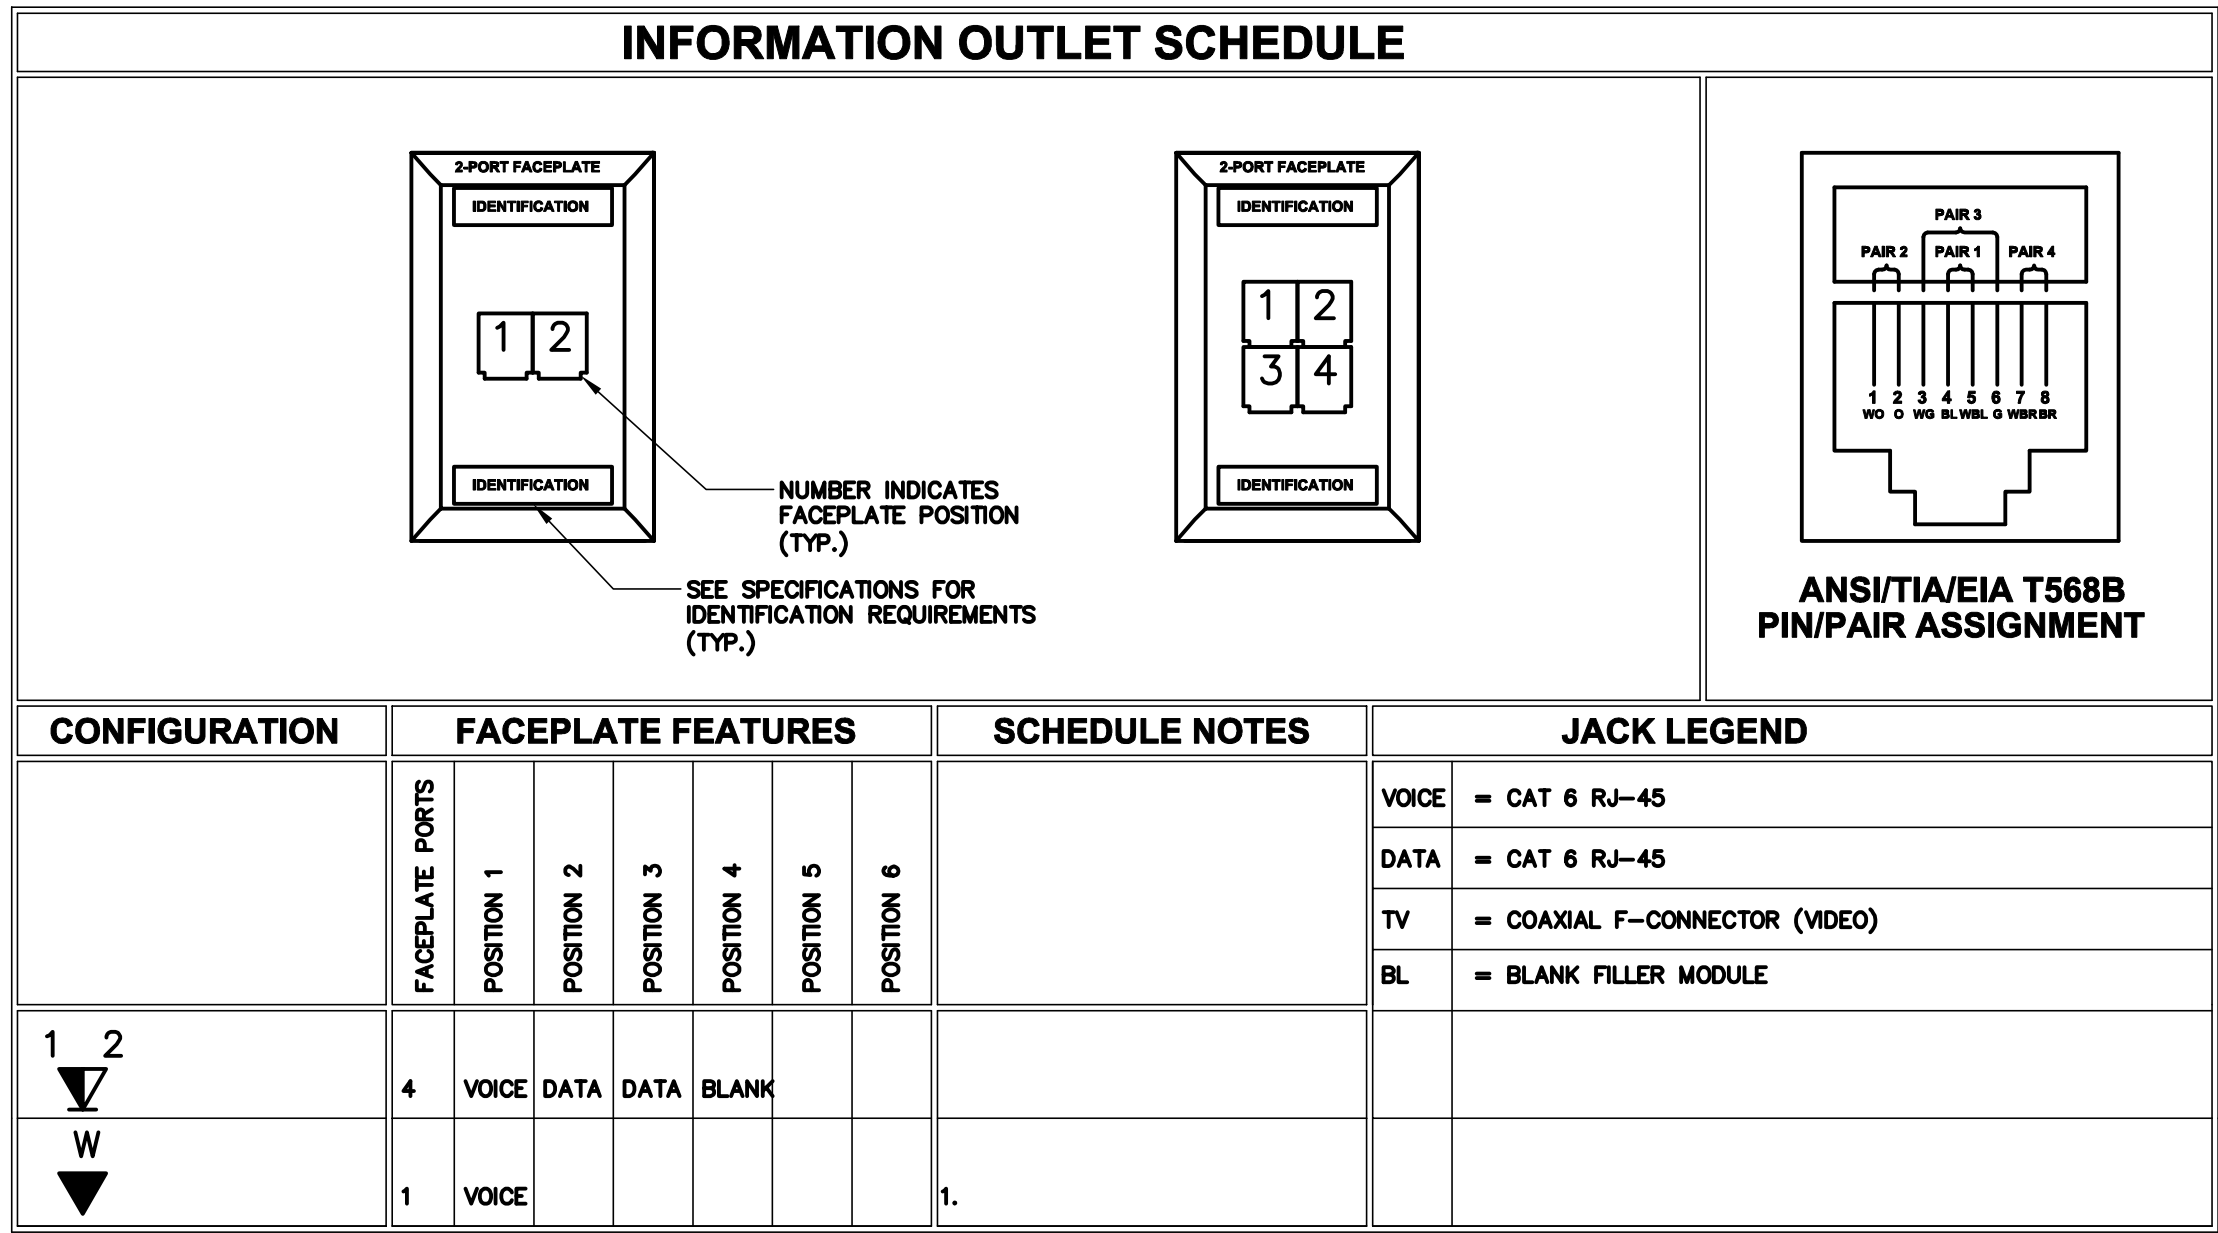 INFORMATION OUTLET SCHEDULE
2-PORT FACEPLATE
IDENTIFICATION
1 2
IDENTIFICATION
NUMBER INDICATES
FACEPLATE POSITION
(TYP.)
SEE SPECIFICATIONS FOR
IDENTIFICATION REQUIREMENTS
(TYP.)
2-PORT FACEPLATE
IDENTIFICATION
1 2
3 4
IDENTIFICATION
PAIR 3
PAIR 2 PAIR 1 PAIR 4
1 2 3 4 5 6 7 8
WO O WG BL WBL G WBR BR
ANSI/TIA/EIA T568B
PIN/PAIR ASSIGNMENT
CONFIGURATION FACEPLATE FEATURES SCHEDULE NOTES JACK LEGEND
FACEPLATE PORTS
POSITION 1
POSITION 2
POSITION 3
POSITION 4
POSITION 5
POSITION 6
VOICE = CAT 6 RJ-45
DATA = CAT 6 RJ-45
TV = COAXIAL F-CONNECTOR (VIDEO)
BL = BLANK FILLER MODULE
1 2
4 VOICE DATA DATA BLANK
W
1 VOICE 1.